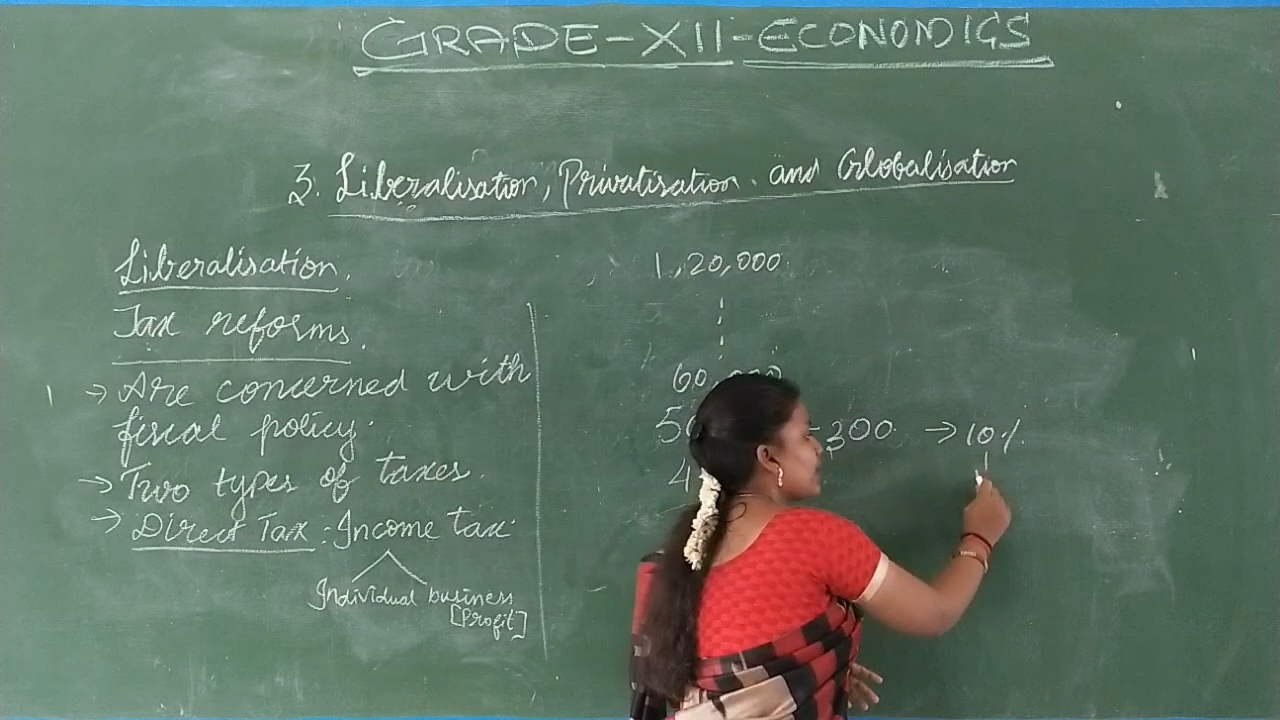 GRADE-XII-ECONOMICS
3. Liberalisation, Privatisation. and Globalisation
Liberalisation.
Tax reforms.
1 → Are concerned with
fiscal policy.
→ Two types of taxes.
→ Direct Tax : Income tax.
Individual business
[Profit]
1,20,000
300 → 10%